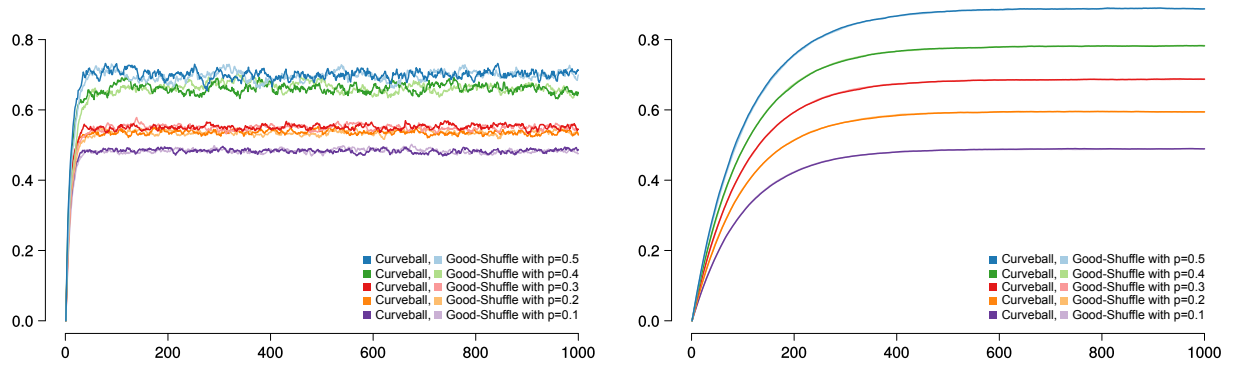 0.8
0.6
0.4
0.2
0.0
Curveball, Good-Shuffle with p=0.5
Curveball, Good-Shuffle with p=0.4
Curveball, Good-Shuffle with p=0.3
Curveball, Good-Shuffle with p=0.2
Curveball, Good-Shuffle with p=0.1
0 200 400 600 800 1000
0.8
0.6
0.4
0.2
0.0
Curveball, Good-Shuffle with p=0.5
Curveball, Good-Shuffle with p=0.4
Curveball, Good-Shuffle with p=0.3
Curveball, Good-Shuffle with p=0.2
Curveball, Good-Shuffle with p=0.1
0 200 400 600 800 1000